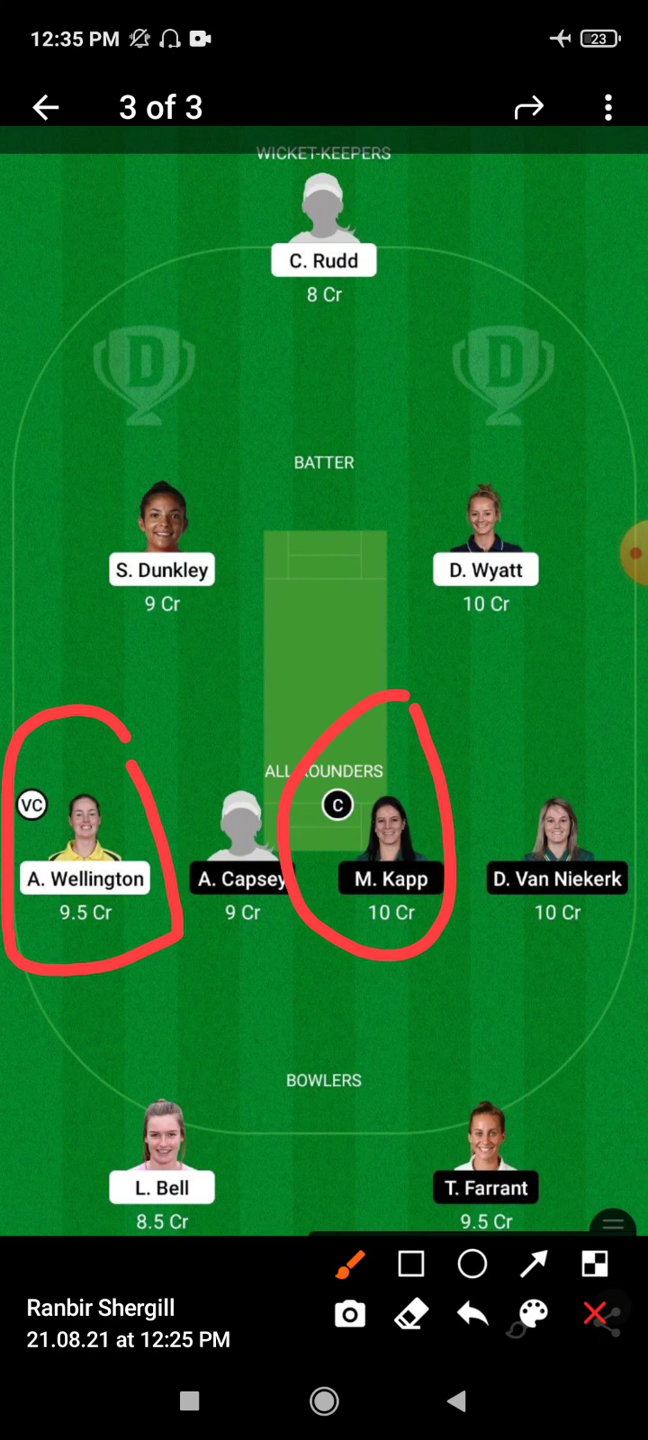 12:35 PM
23
3 of 3
WICKET-KEEPERS
C. Rudd
8 Cr
D
D
BATTER
S. Dunkley
D. Wyatt
9 Cr
10 Cr
ALL-ROUNDERS
VC
C
A. Wellington
A. Capsey
M. Kapp
D. Van Niekerk
9.5 Cr
9 Cr
10 Cr
10 Cr
BOWLERS
L. Bell
T. Farrant
8.5 Cr
9.5 Cr
Ranbir Shergill
21.08.21 at 12:25 PM